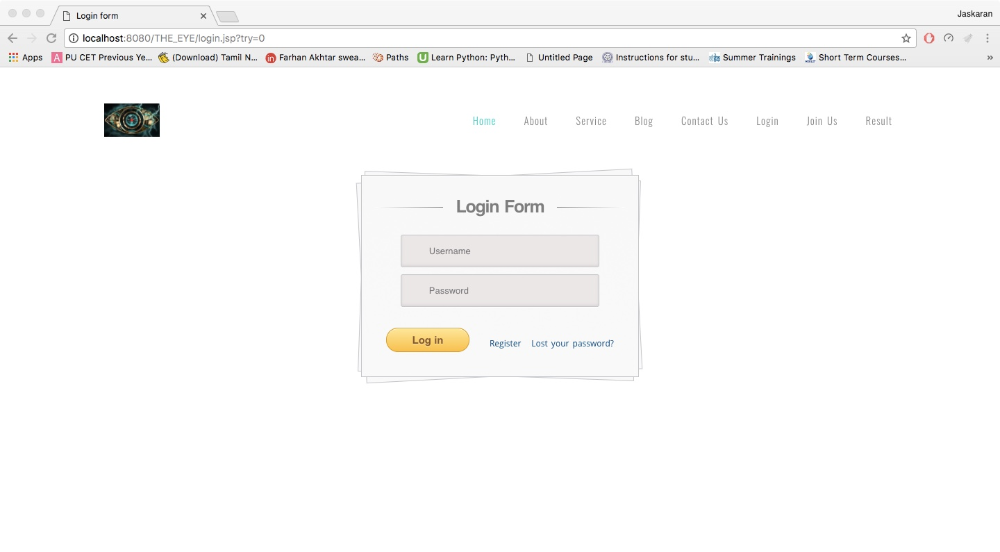 Login form
Jaskaran
localhost:8080/THE_EYE/login.jsp?try=0
Apps PU CET Previous Ye... (Download) Tamil N... Farhan Akhtar swea... Paths Learn Python: Pyth... Untitled Page Instructions for stu... Summer Trainings Short Term Courses... »
Home About Service Blog Contact Us Login Join Us Result
Login Form
Username
Password
Log in Register Lost your password?